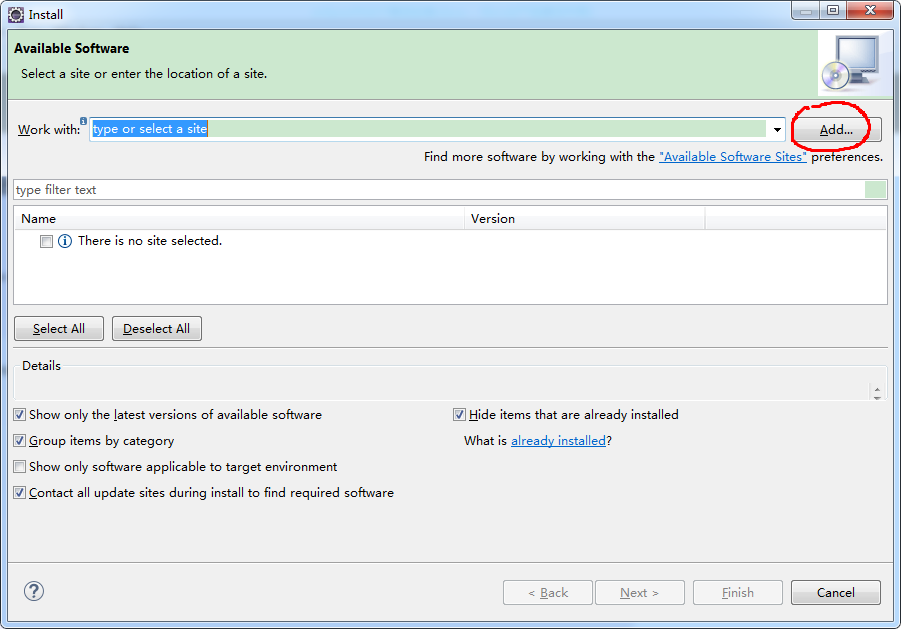 Install
Available Software
Select a site or enter the location of a site.
Work with: type or select a site Add...
Find more software by working with the "Available Software Sites" preferences.
type filter text
Name Version
There is no site selected.
Select All Deselect All
Details
Show only the latest versions of available software Hide items that are already installed
Group items by category What is already installed?
Show only software applicable to target environment
Contact all update sites during install to find required software
? < Back Next > Finish Cancel